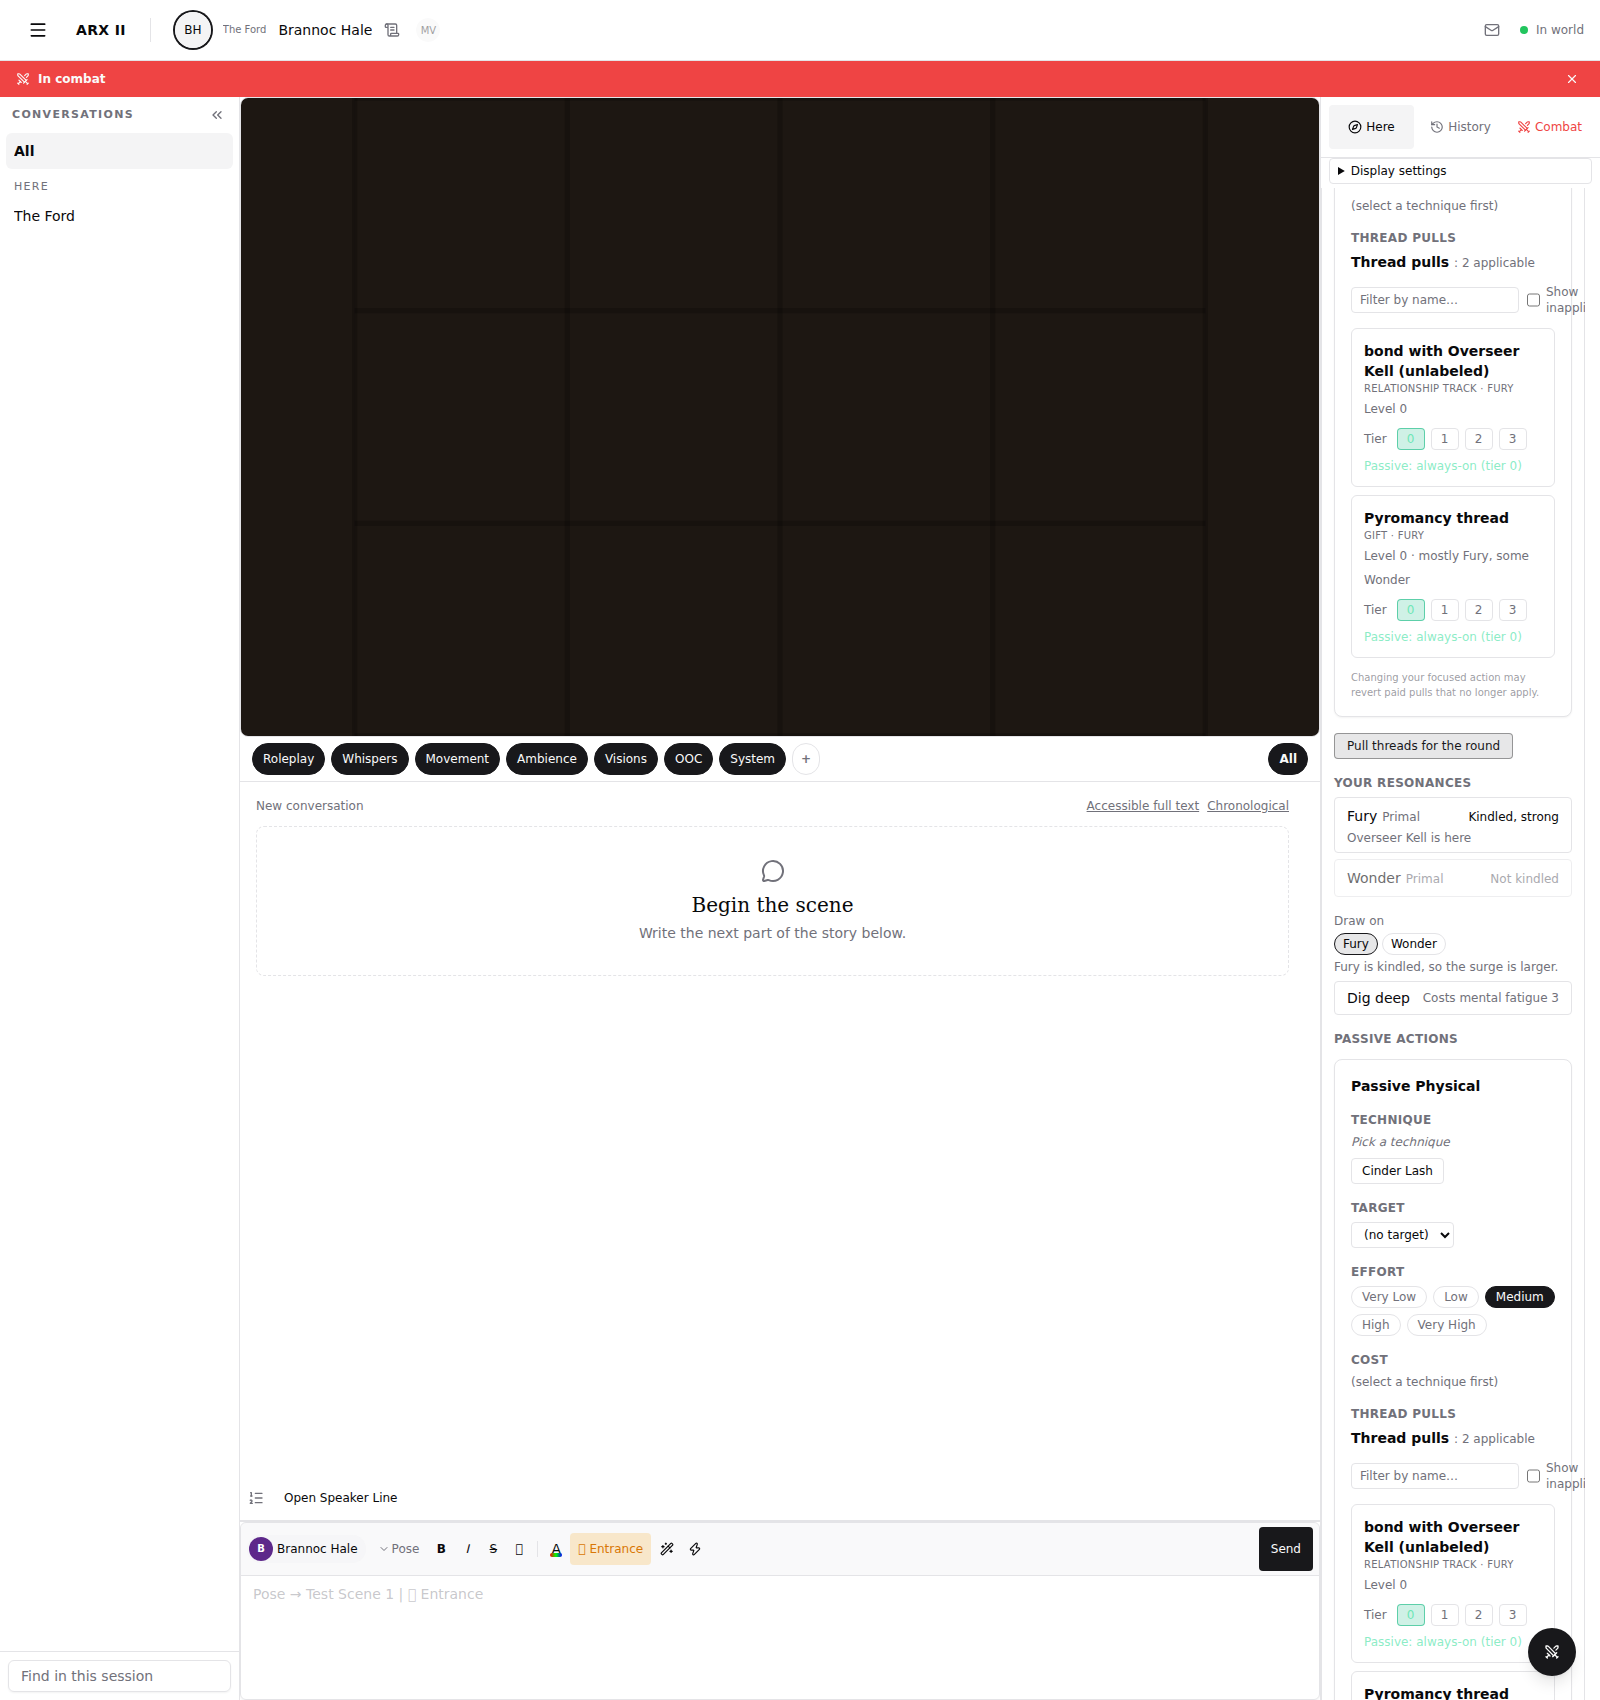 ARX II
BH
The Ford
Brannoc Hale
MV
In world
In combat
CONVERSATIONS
All
HERE
The Ford
Find in this session
Roleplay
Whispers
Movement
Ambience
Visions
OOC
System
+
All
New conversation
Accessible full text
Chronological
Begin the scene
Write the next part of the story below.
Open Speaker Line
B
Brannoc Hale
Pose
B
I
S
A
Entrance
Send
Pose → Test Scene 1 | Entrance
Here
History
Combat
Display settings
(select a technique first)
THREAD PULLS
Thread pulls : 2 applicable
Filter by name...
Show
inappli
bond with Overseer
Kell (unlabeled)
RELATIONSHIP TRACK · FURY
Level 0
Tier 0 1 2 3
Passive: always-on (tier 0)
Pyromancy thread
GIFT · FURY
Level 0 · mostly Fury, some
Wonder
Tier 0 1 2 3
Passive: always-on (tier 0)
Changing your focused action may
revert paid pulls that no longer apply.
Pull threads for the round
YOUR RESONANCES
Fury Primal Kindled, strong
Overseer Kell is here
Wonder Primal Not kindled
Draw on
Fury Wonder
Fury is kindled, so the surge is larger.
Dig deep Costs mental fatigue 3
PASSIVE ACTIONS
Passive Physical
TECHNIQUE
Pick a technique
Cinder Lash
TARGET
(no target)
EFFORT
Very Low Low Medium
High Very High
COST
(select a technique first)
THREAD PULLS
Thread pulls : 2 applicable
Filter by name...
Show
inappli
bond with Overseer
Kell (unlabeled)
RELATIONSHIP TRACK · FURY
Level 0
Tier 0 1 2 3
Passive: always-on (tier 0)
Pyromancy thread